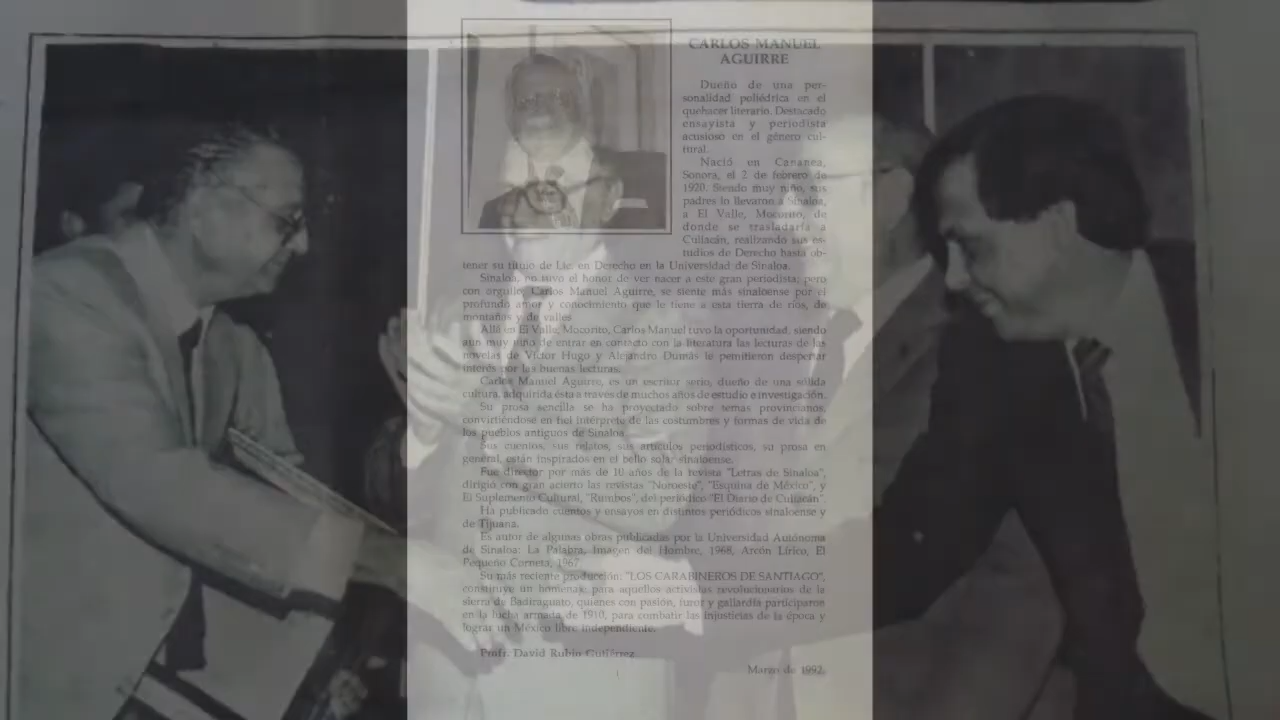 CARLOS MANUEL
AGUIRRE
Dueño de una per-
sonalidad poliédrica en el
quehacer literario. Destacado
ensayista y periodista
acusioso en el género cul-
tural.
Nació en Cananea,
Sonora, el 2 de febrero de
1920. Siendo muy niño, sus
padres lo llevaron a Sinaloa,
a El Valle, Mocorito, de
donde se trasladaría a
Culiacán, realizando sus es-
tudios de Derecho hasta ob-
tener su título de Lic. en Derecho en la Universidad de Sinaloa.
Sinaloa, no tuvo el honor de ver nacer a este gran periodista, pero
con orgullo, Carlos Manuel Aguirre, se siente más sinaloense por el
profundo amor y conocimiento que le tiene a esta tierra de ríos, de
montañas y de valles
Allá en El Valle, Mocorito, Carlos Manuel tuvo la oportunidad, siendo
aún muy niño de entrar en contacto con la literatura las lecturas de las
novelas de Víctor Hugo y Alejandro Dumás le pemitieron despertar
interés por las buenas lecturas.
Carlos Manuel Aguirre, es un escritor serio, dueño de una sólida
cultura, adquirida ésta a través de muchos años de estudio e investigación.
Su prosa sencilla se ha proyectado sobre temas provincianos,
convirtiéndose en fiel intérprete de las costumbres y formas de vida de
los pueblos antiguos de Sinaloa.
Sus cuentos, sus relatos, sus artículos periodísticos, su prosa en
general, están inspirados en el bello solar sinaloense.
Fue director por más de 10 años de la revista "Letras de Sinaloa",
dirigió con gran acierto las revistas "Noroeste", "Esquina de México", y
El Suplemento Cultural, "Rumbos", del periódico "El Diario de Culiacán".
Ha publicado cuentos y ensayos en distintos periódicos sinaloense y
de Tijuana.
Es autor de algunas obras publicadas por la Universidad Autónoma
de Sinaloa: La Palabra, Imagen del Hombre, 1968, Arcón Lírico, El
Pequeño Corneta, 1967.
Su más reciente producción: "LOS CARABINEROS DE SANTIAGO",
constituye un homenaje para aquellos activistas revolucionarios de la
sierra de Badiraguato, quienes con pasión, furor y gallardía participaron
en la lucha armada de 1910, para combatir las injusticias de la época y
lograr un México libre independiente.
Profr. David Rubín Gutiérrez
Marzo de 1992.